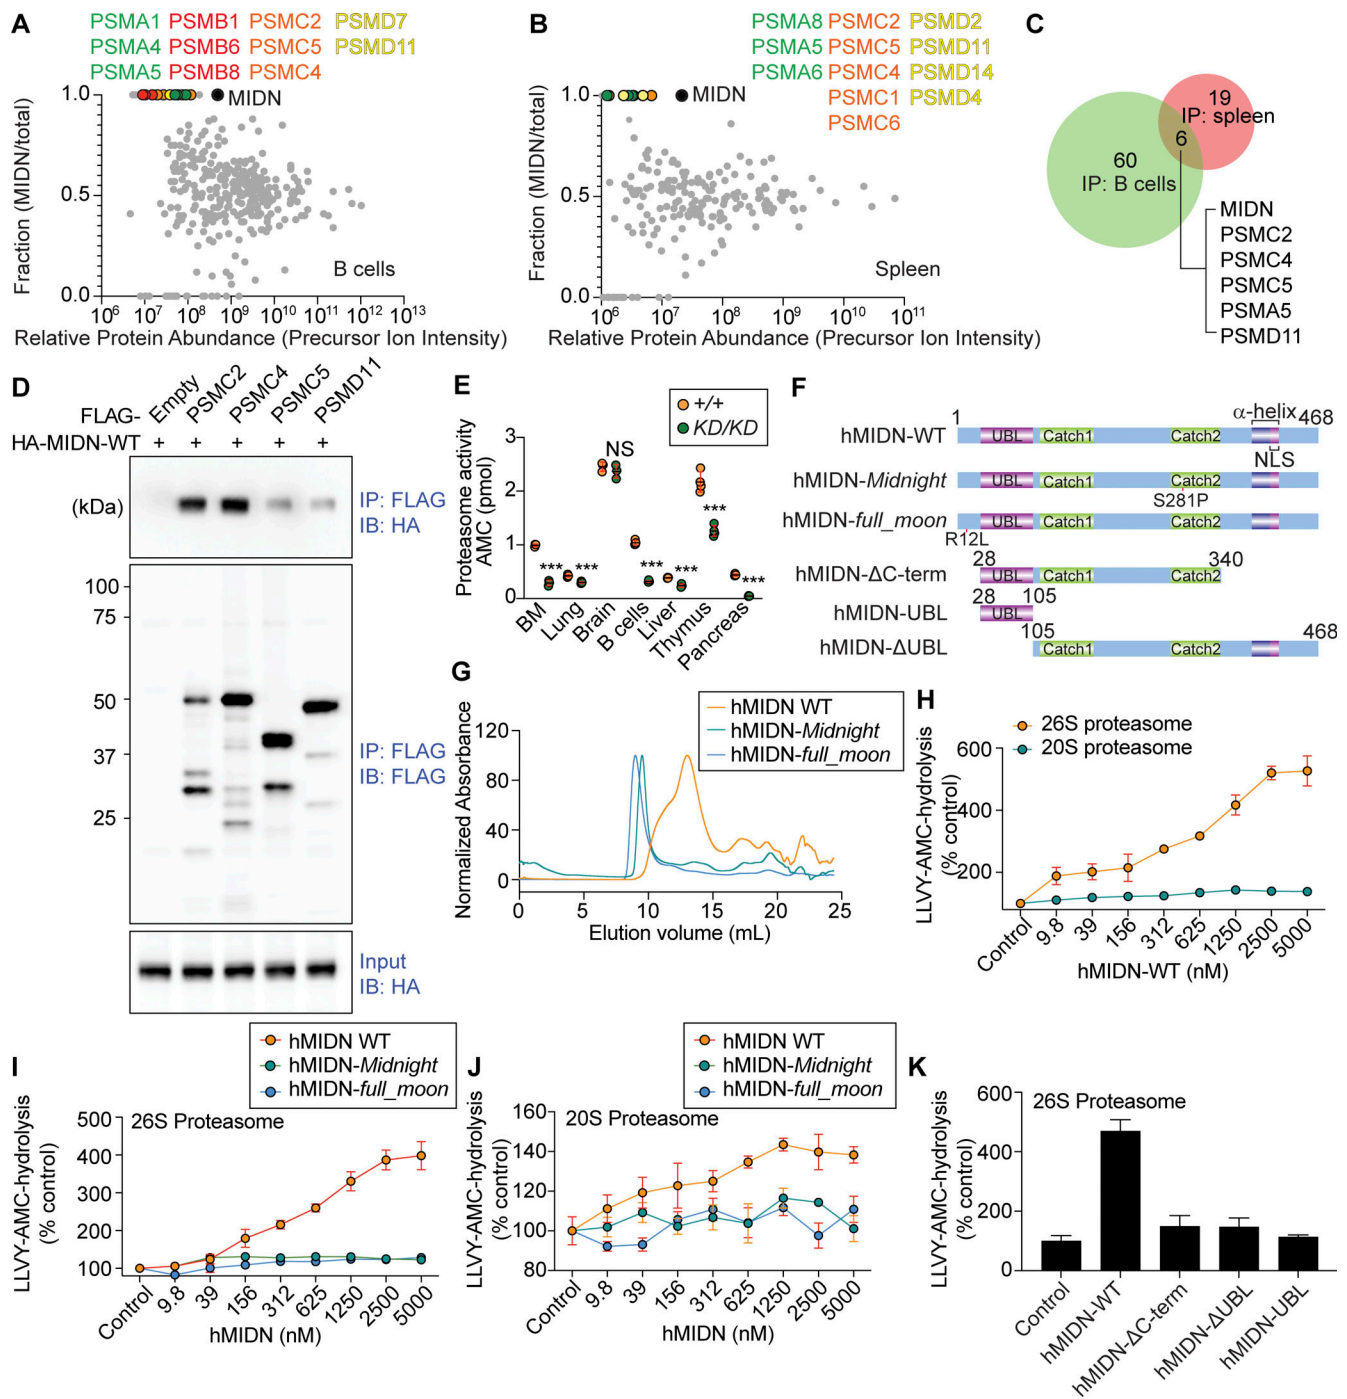 A
PSMA1 PSMB1 PSMC2 PSMD7
PSMA4 PSMB6 PSMC5 PSMD11
PSMA5 PSMB8 PSMC4
MIDN
Fraction (MIDN/total)
1.0
0.5
0.0
B cells
10⁶ 10⁷ 10⁸ 10⁹ 10¹⁰ 10¹¹ 10¹² 10¹³
Relative Protein Abundance (Precursor Ion Intensity)
B
PSMA8 PSMC2 PSMD2
PSMA5 PSMC5 PSMD11
PSMA6 PSMC4 PSMD14
PSMC1 PSMD4
PSMC6
MIDN
Fraction (MIDN/total)
1.0
0.5
0.0
Spleen
10⁶ 10⁷ 10⁸ 10⁹ 10¹⁰ 10¹¹
Relative Protein Abundance (Precursor Ion Intensity)
C
19
IP: spleen
6
60
IP: B cells
MIDN
PSMC2
PSMC4
PSMC5
PSMA5
PSMD11
D
FLAG-
Empty
PSMC2
PSMC4
PSMC5
PSMD11
HA-MIDN-WT + + + + +
(kDa)
IP: FLAG
IB: HA
100
75
50
37
25
IP: FLAG
IB: FLAG
Input
IB: HA
E
+/+
KD/KD
Proteasome activity
AMC (pmol)
3
2
1
0
NS
***
***
***
***
***
***
BM
Lung
Brain
B cells
Liver
Thymus
Pancreas
F
1
α-helix
468
hMIDN-WT
UBL Catch1 Catch2
NLS
hMIDN-Midnight
UBL Catch1 Catch2
S281P
hMIDN-full_moon
UBL Catch1 Catch2
R12L
28 340
hMIDN-ΔC-term
UBL Catch1 Catch2
28 105
hMIDN-UBL
UBL
105 468
hMIDN-ΔUBL
Catch1 Catch2
G
hMIDN WT
hMIDN-Midnight
hMIDN-full_moon
Normalized Absorbance
120
80
40
0
0 5 10 15 20 25
Elution volume (mL)
H
26S proteasome
20S proteasome
LLVY-AMC-hydrolysis
(% control)
600
400
200
Control 9.8 39 156 312 625 1250 2500 5000
hMIDN-WT (nM)
I
hMIDN WT
hMIDN-Midnight
hMIDN-full_moon
26S Proteasome
LLVY-AMC-hydrolysis
(% control)
500
400
300
200
100
Control 9.8 39 156 312 625 1250 2500 5000
hMIDN (nM)
J
hMIDN WT
hMIDN-Midnight
hMIDN-full_moon
20S Proteasome
LLVY-AMC-hydrolysis
(% control)
160
140
120
100
80
Control 9.8 39 156 312 625 1250 2500 5000
hMIDN (nM)
K
26S Proteasome
LLVY-AMC-hydrolysis
(% control)
600
400
200
0
Control
hMIDN-WT
hMIDN-ΔC-term
hMIDN-ΔUBL
hMIDN-UBL